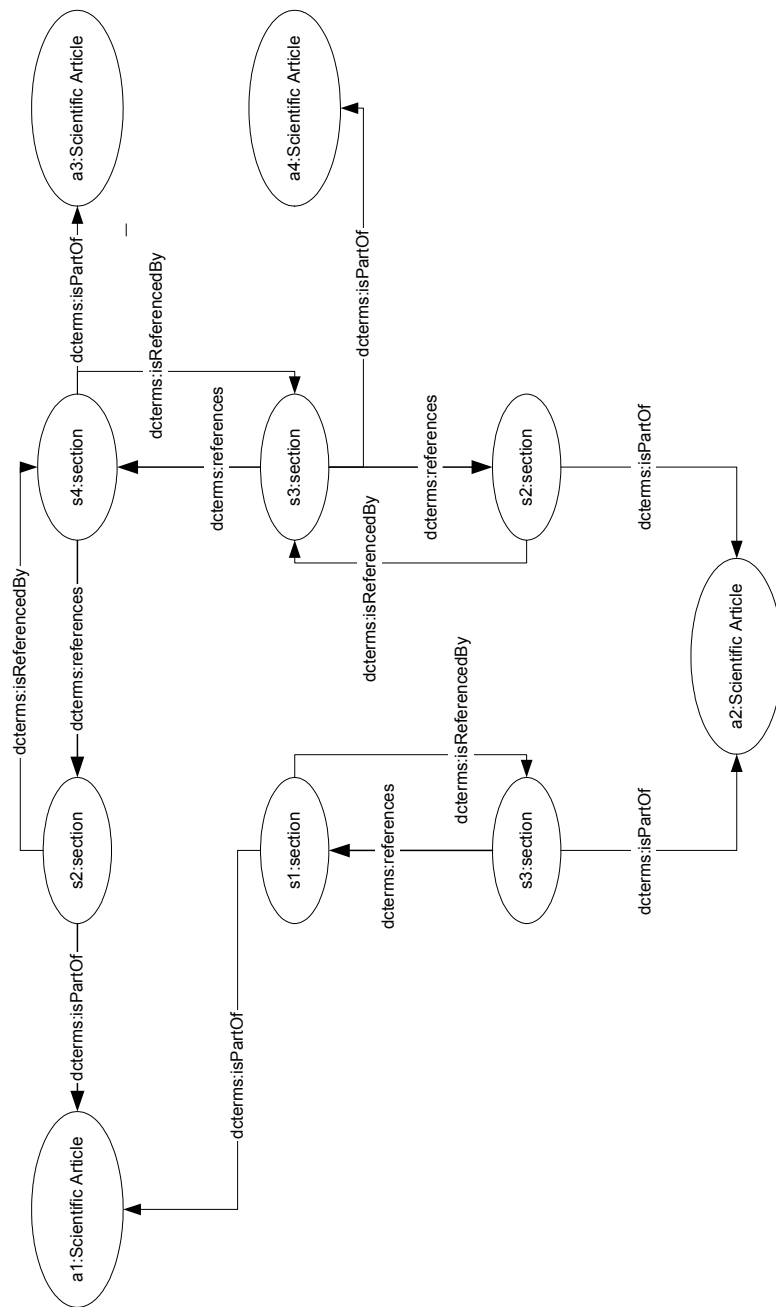 a1:Scientific Article
dcterms:isPartOf
s2:section
dcterms:isReferencedBy
dcterms:references
s4:section
dcterms:isPartOf
a3:Scientific Article
dcterms:isReferencedBy
dcterms:references
dcterms:isPartOf
s1:section
s3:section
dcterms:isPartOf
a4:Scientific Article
dcterms:isReferencedBy
dcterms:references
dcterms:isReferencedBy
dcterms:references
s3:section
s2:section
dcterms:isPartOf
dcterms:isPartOf
a2:Scientific Article